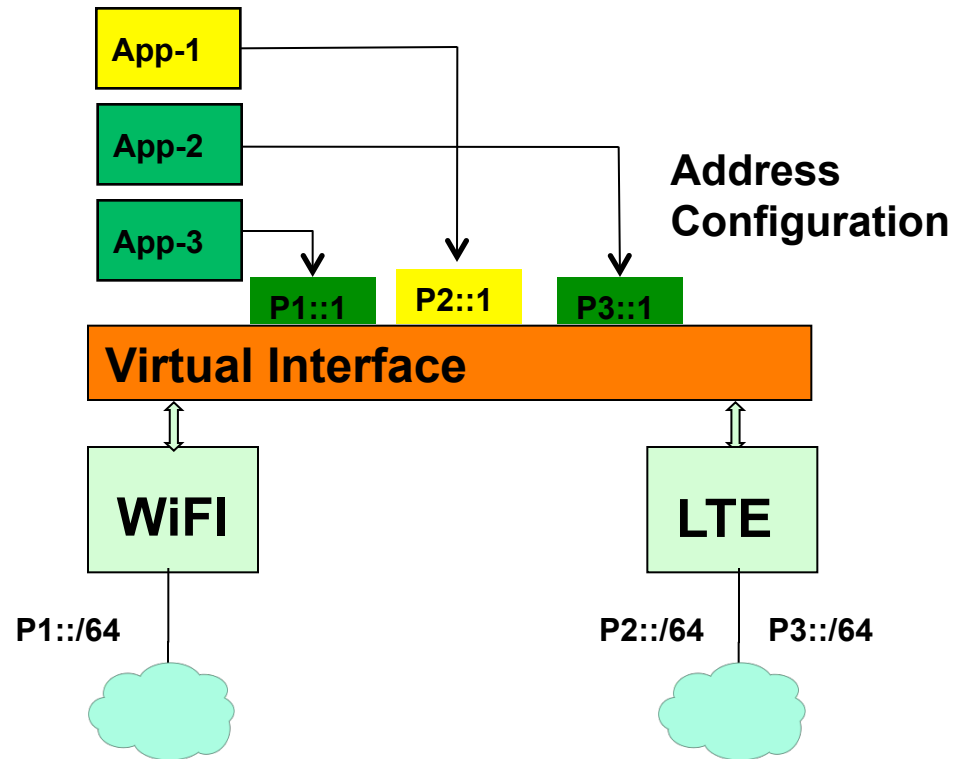 App-1
App-2
App-3
Address
Configuration
P1::1
P2::1
P3::1
Virtual Interface
WiFI
LTE
P1::/64
P2::/64
P3::/64